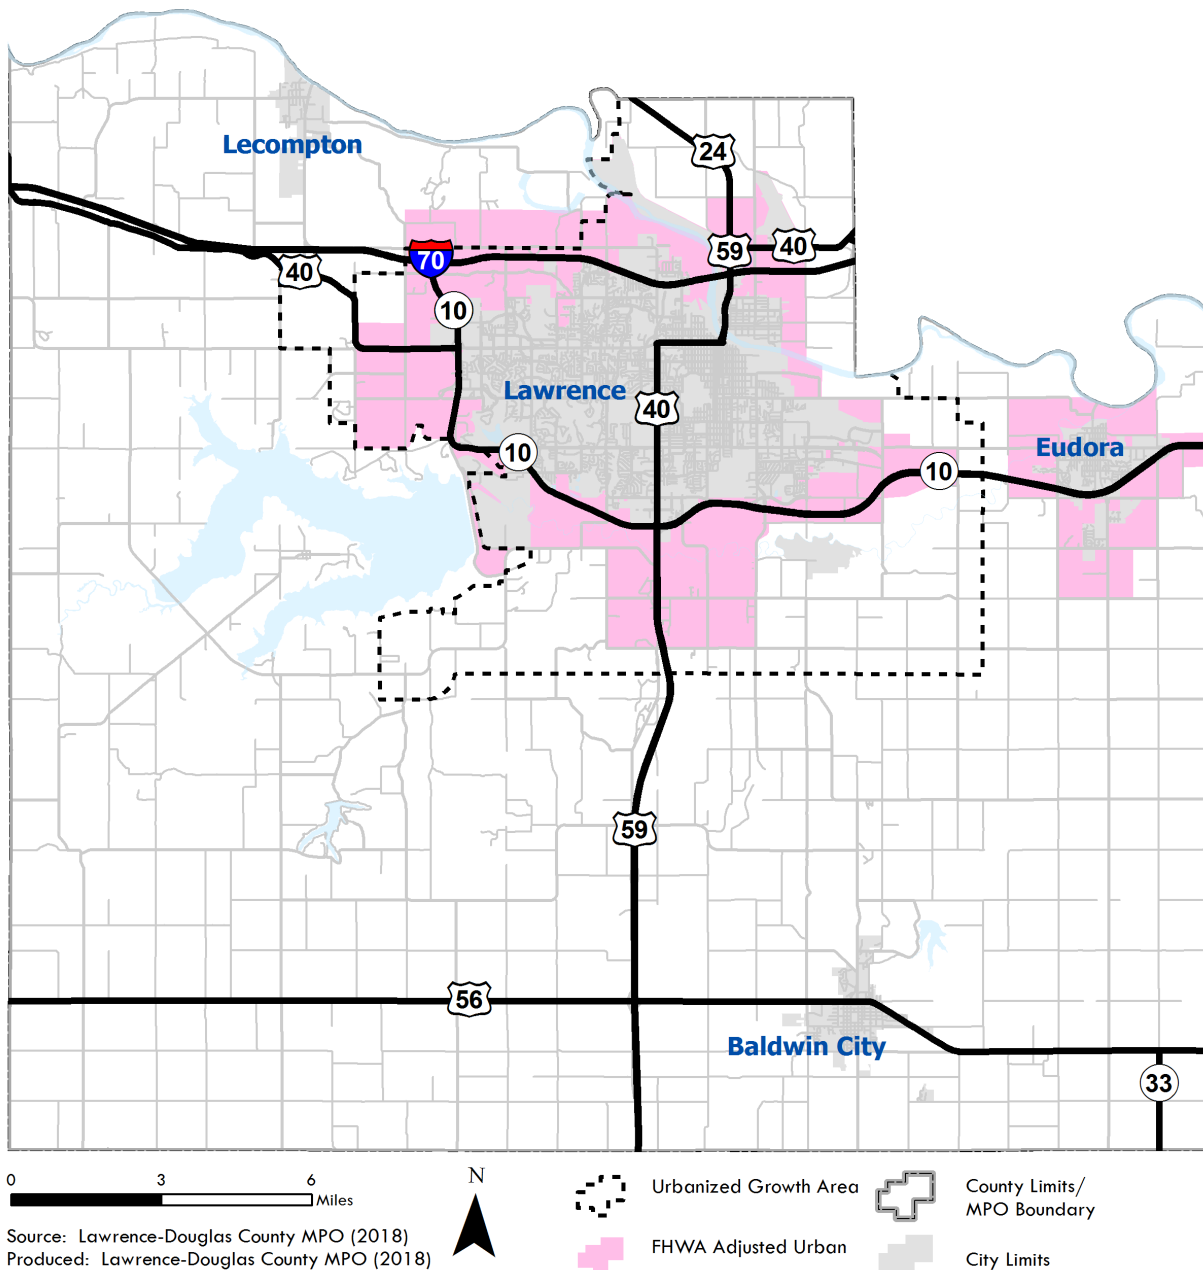 Lecompton
24
59
40
70
40
10
Lawrence
40
10
Eudora
10
59
56
Baldwin City
33
0 3 6
Miles
N
Urbanized Growth Area
County Limits/
MPO Boundary
FHWA Adjusted Urban
City Limits
Source: Lawrence-Douglas County MPO (2018)
Produced: Lawrence-Douglas County MPO (2018)